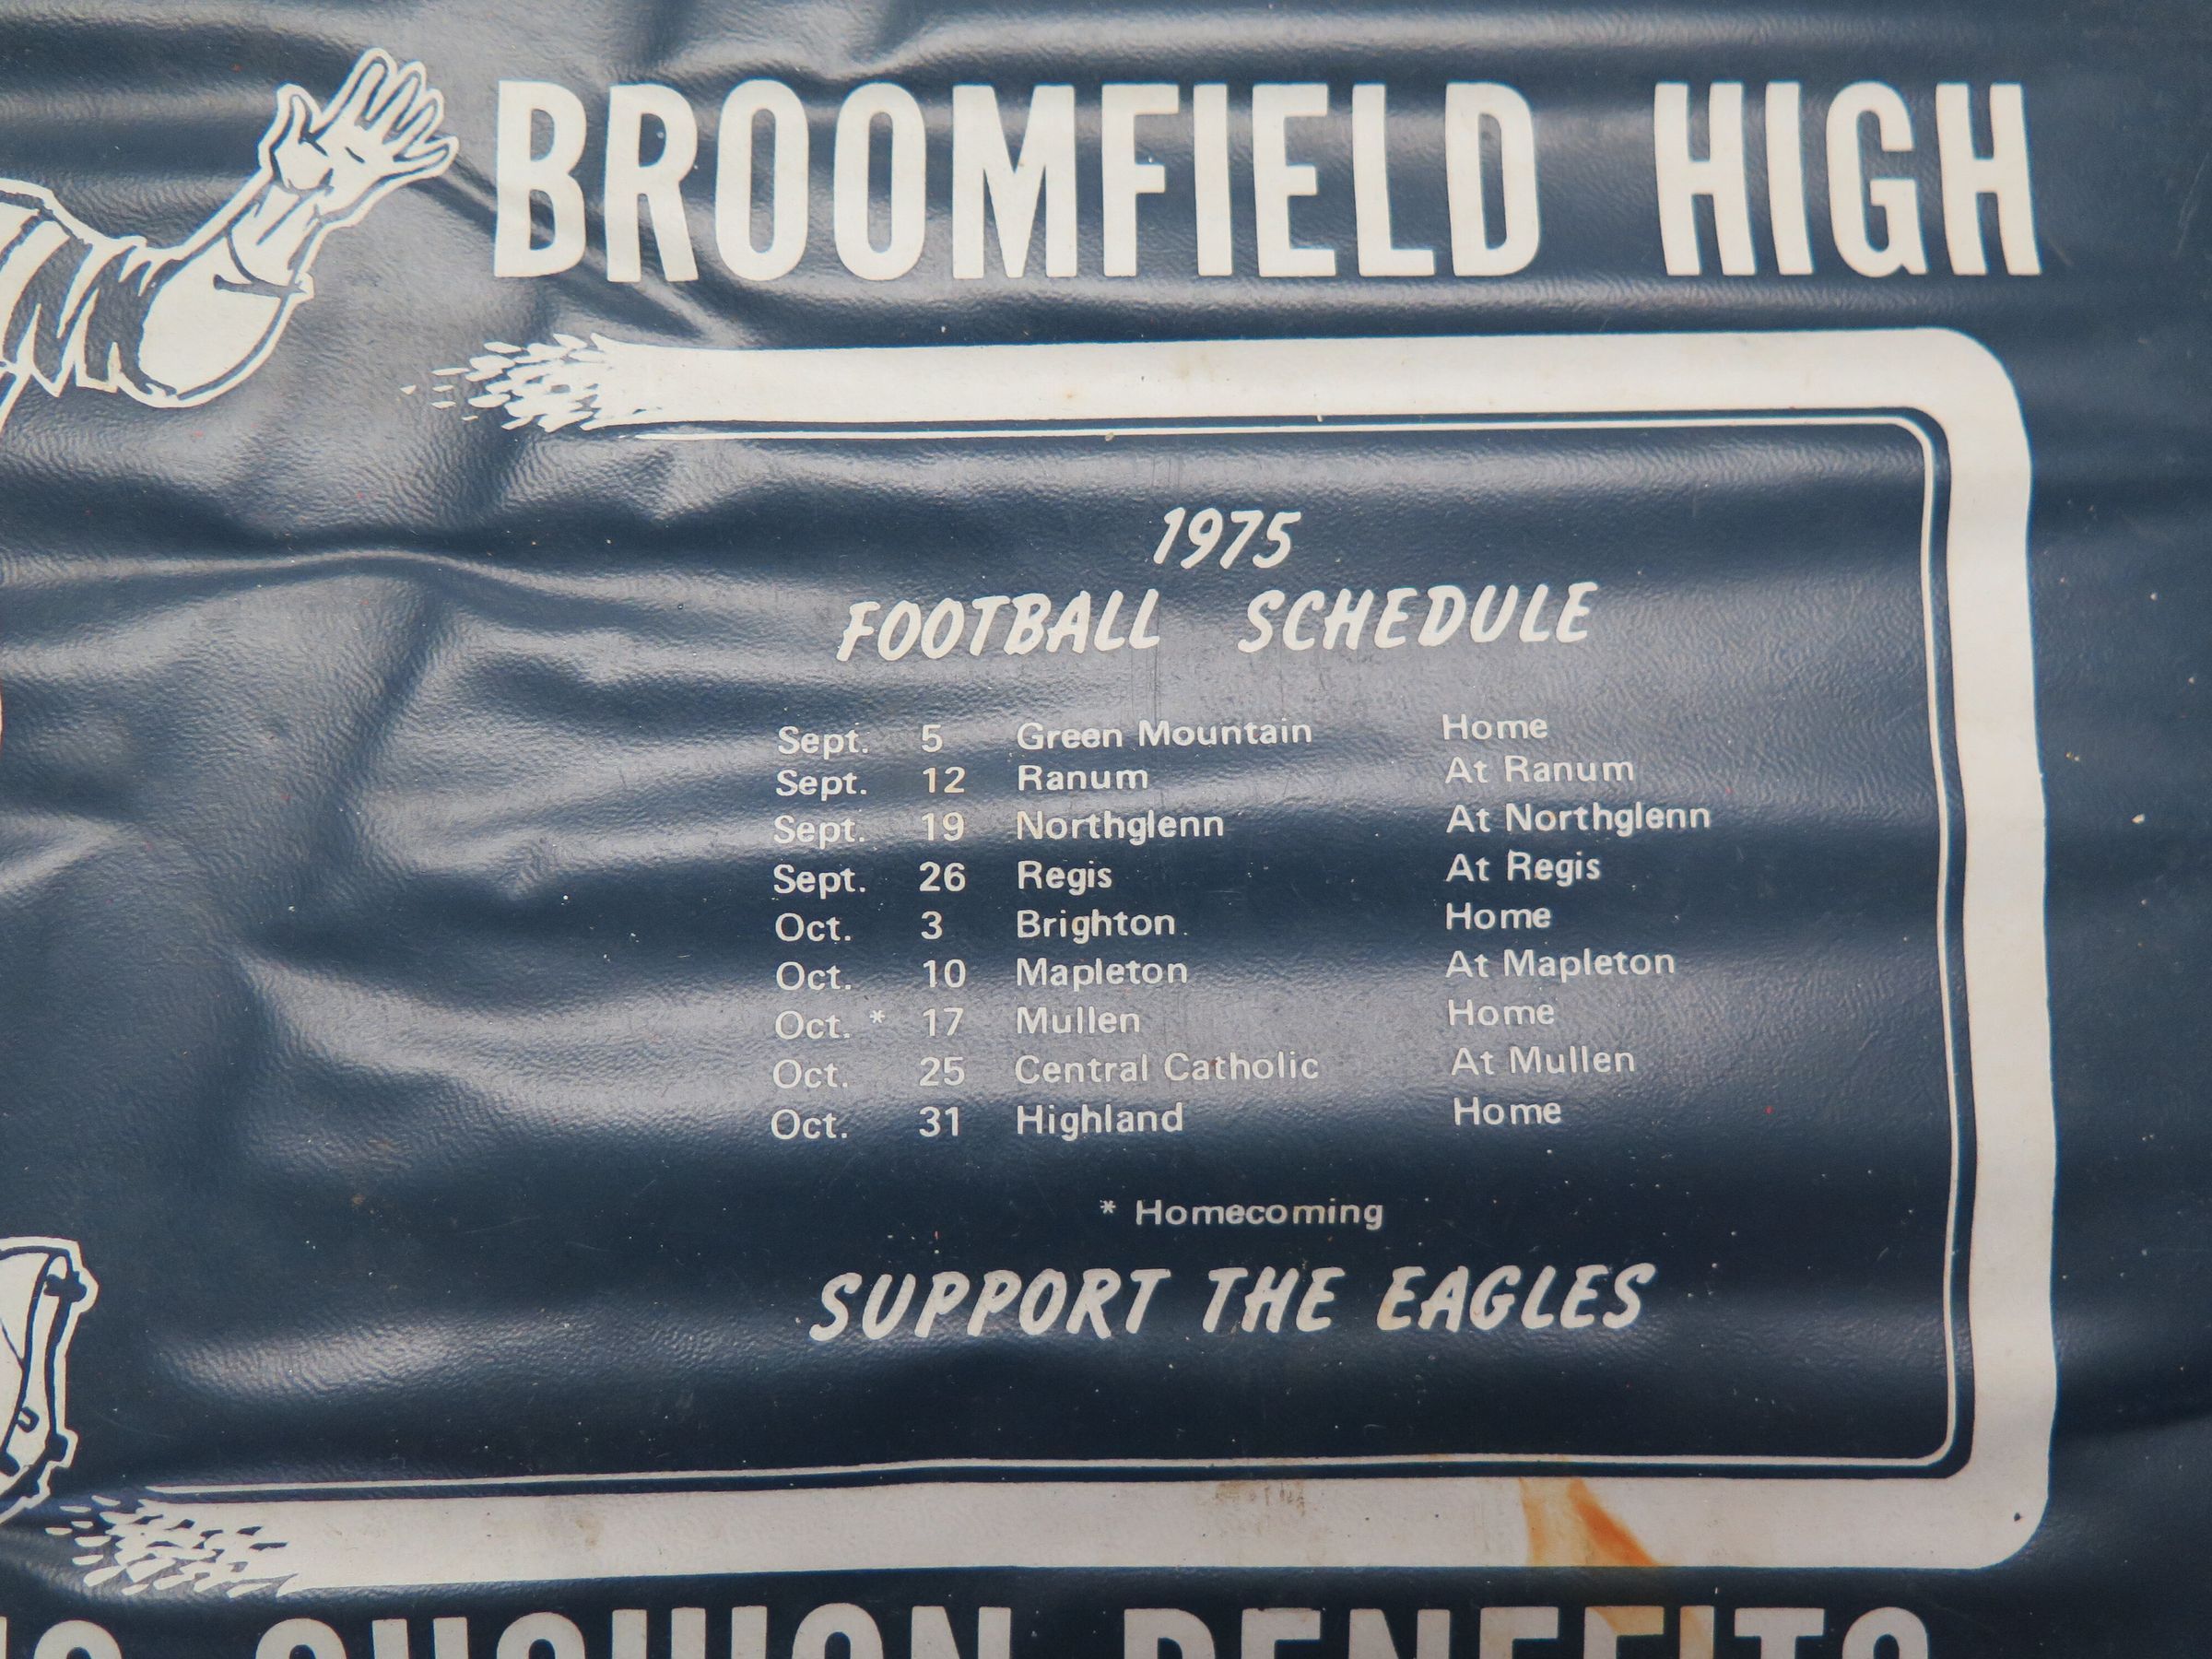 BROOMFIELD HIGH
1975
FOOTBALL SCHEDULE
Sept. 5 Green Mountain Home
Sept. 12 Ranum At Ranum
Sept. 19 Northglenn At Northglenn
Sept. 26 Regis At Regis
Oct. 3 Brighton Home
Oct. 10 Mapleton At Mapleton
Oct. * 17 Mullen Home
Oct. 25 Central Catholic At Mullen
Oct. 31 Highland Home
* Homecoming
SUPPORT THE EAGLES
CUSHION BENEFITS